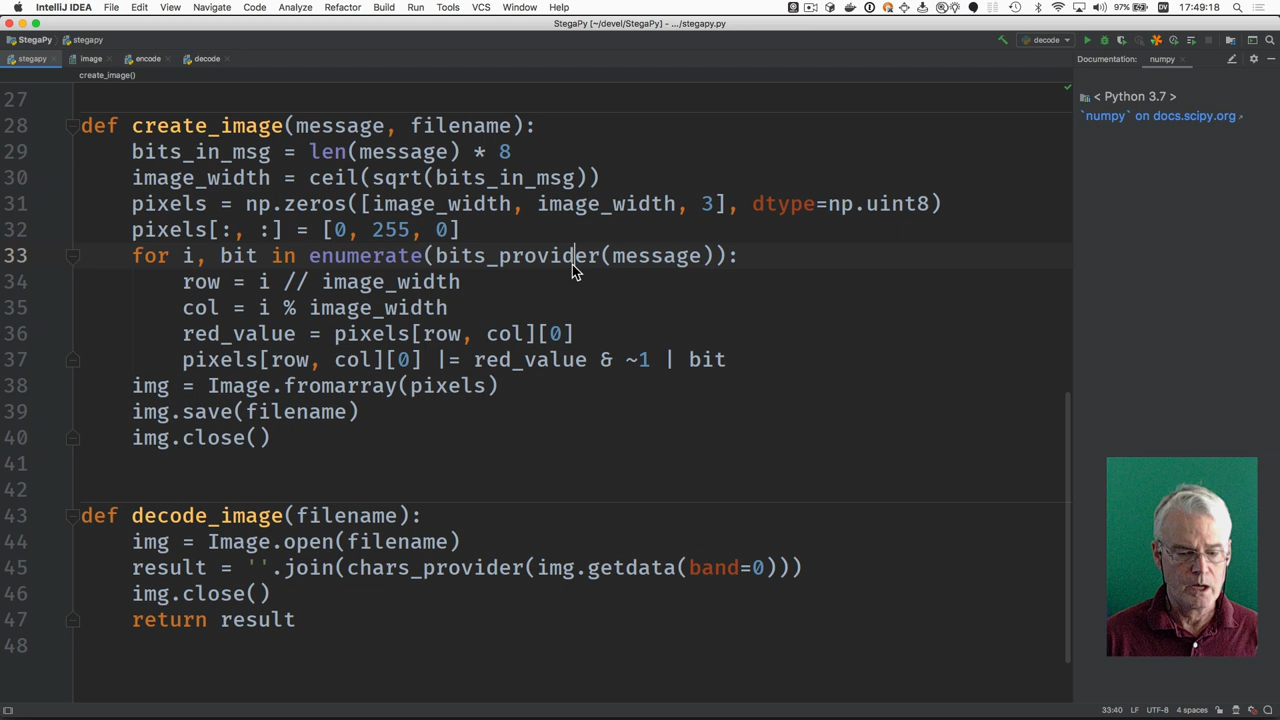 IntelliJ IDEA File Edit View Navigate Code Analyze Refactor Build Run Tools VCS Window Help 97% DV 17:49:18
StegaPy [~/devel/StegaPy] - .../stegapy.py
StegaPy stegapy decode
stegapy image encode decode Documentation: numpy
create_image()
27
28 def create_image(message, filename):
29 bits_in_msg = len(message) * 8
30 image_width = ceil(sqrt(bits_in_msg))
31 pixels = np.zeros([image_width, image_width, 3], dtype=np.uint8)
32 pixels[:, :] = [0, 255, 0]
33 for i, bit in enumerate(bits_provider(message)):
34 row = i // image_width
35 col = i % image_width
36 red_value = pixels[row, col][0]
37 pixels[row, col][0] |= red_value & ~1 | bit
38 img = Image.fromarray(pixels)
39 img.save(filename)
40 img.close()
41
42
43 def decode_image(filename):
44 img = Image.open(filename)
45 result = ''.join(chars_provider(img.getdata(band=0)))
46 img.close()
47 return result
48
< Python 3.7 >
`numpy` on docs.scipy.org
33:40 LF UTF-8 4 spaces